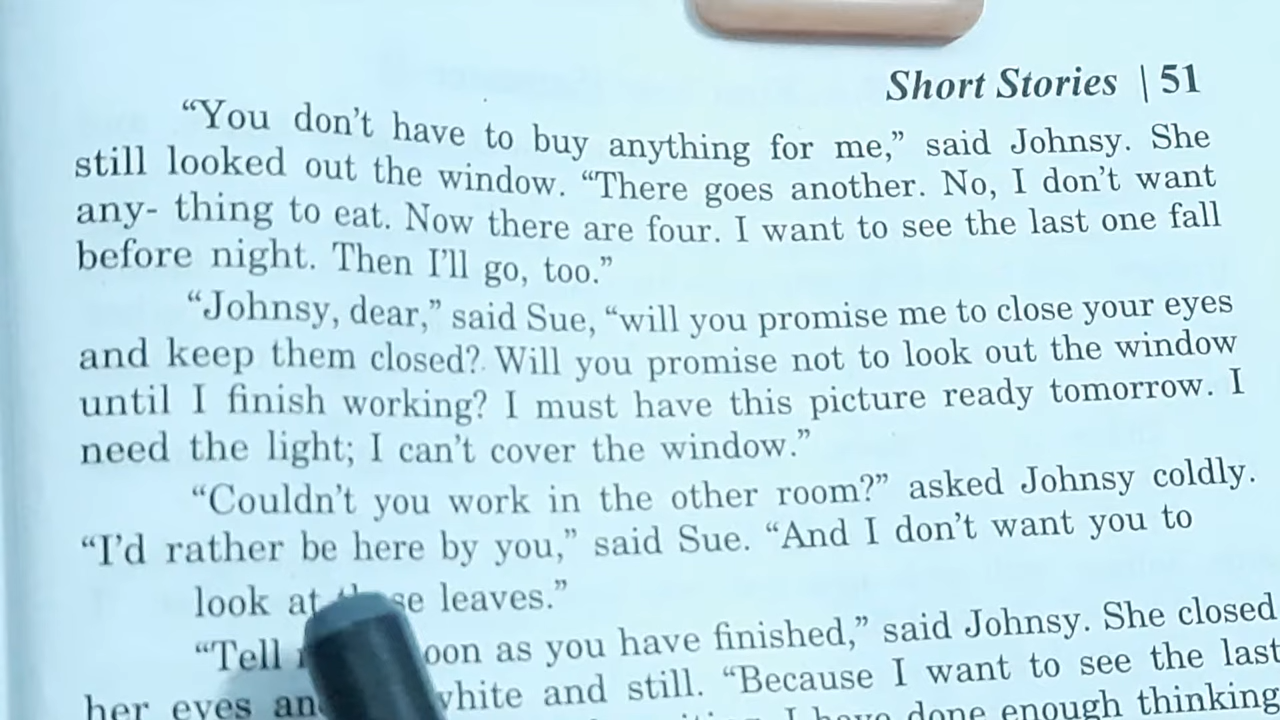 Short Stories | 51
“You don’t have to buy anything for me,” said Johnsy. She
still looked out the window. “There goes another. No, I don’t want
any- thing to eat. Now there are four. I want to see the last one fall
before night. Then I’ll go, too.”
“Johnsy, dear,” said Sue, “will you promise me to close your eyes
and keep them closed? Will you promise not to look out the window
until I finish working? I must have this picture ready tomorrow. I
need the light; I can’t cover the window.”
“Couldn’t you work in the other room?” asked Johnsy coldly.
“I’d rather be here by you,” said Sue. “And I don’t want you to
look at leaves.”
“Tell as you have finished,” said Johnsy. She closed
her eyes white and still. “Because I want to see the last
I have done enough thinking